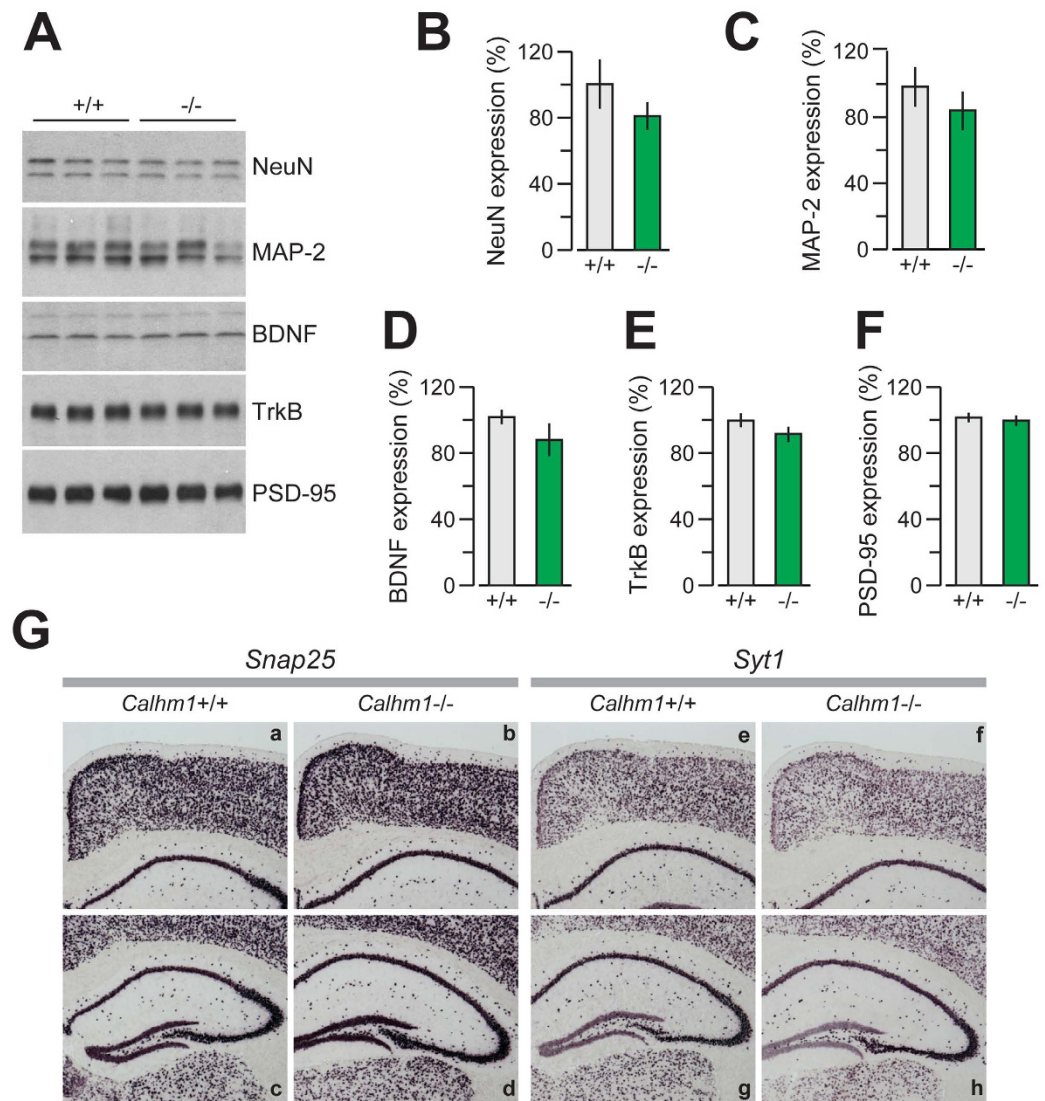 A
+/+ -/-
NeuN
MAP-2
BDNF
TrkB
PSD-95
B
NeuN expression (%)
120
80
40
0
+/+ -/-
C
MAP-2 expression (%)
120
80
40
0
+/+ -/-
D
BDNF expression (%)
120
80
40
0
+/+ -/-
E
TrkB expression (%)
120
80
40
0
+/+ -/-
F
PSD-95 expression (%)
120
80
40
0
+/+ -/-
G
Snap25 Syt1
Calhm1+/+ Calhm1-/- Calhm1+/+ Calhm1-/-
a b e f
c d g h